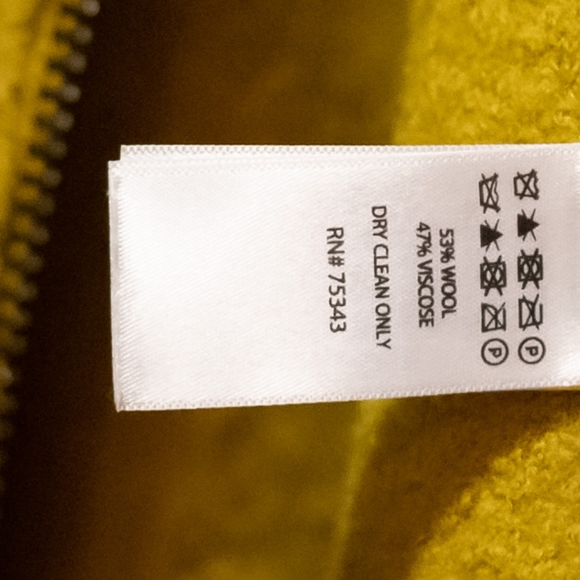 P
P
53% WOOL
47% VISCOSE
DRY CLEAN ONLY
RN# 75343